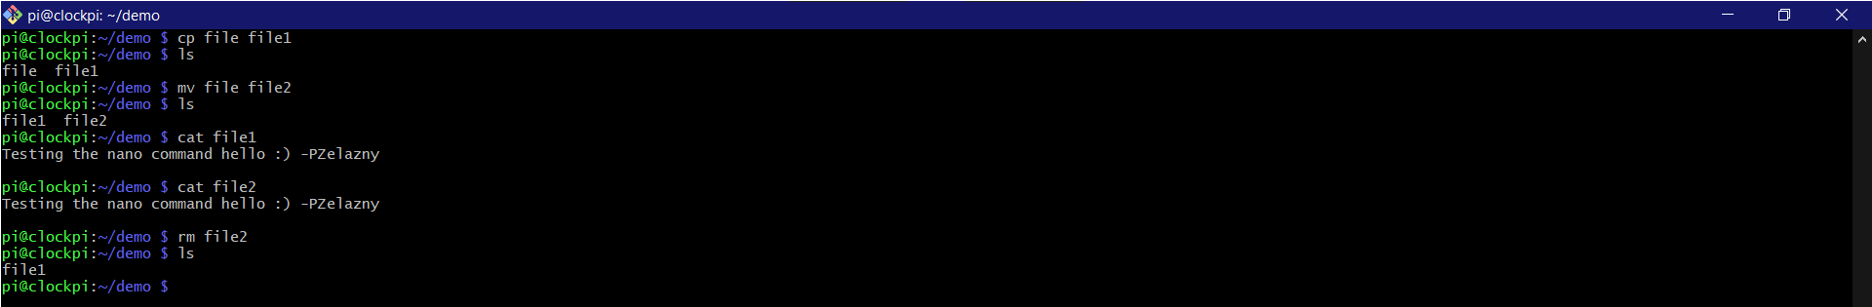 pi@clockpi: ~/demo
pi@clockpi:~/demo $ cp file file1
pi@clockpi:~/demo $ ls
file  file1
pi@clockpi:~/demo $ mv file file2
pi@clockpi:~/demo $ ls
file1  file2
pi@clockpi:~/demo $ cat file1
Testing the nano command hello :) -PZelazny
pi@clockpi:~/demo $ cat file2
Testing the nano command hello :) -PZelazny
pi@clockpi:~/demo $ rm file2
pi@clockpi:~/demo $ ls
file1
pi@clockpi:~/demo $